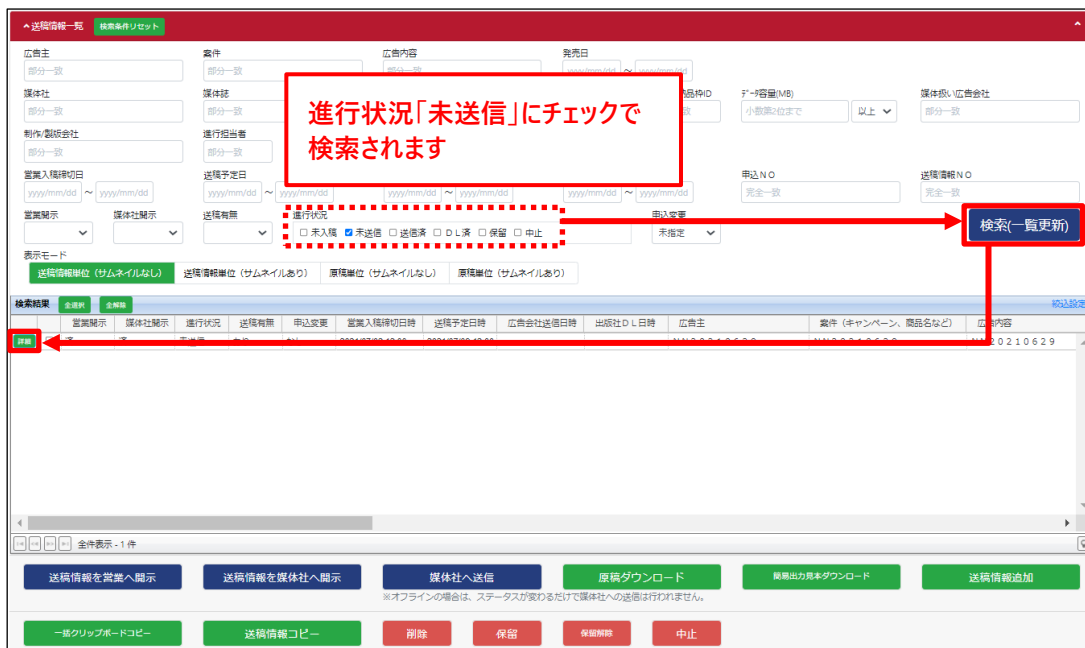 送稿情報一覧 検索条件リセット
広告主 案件 広告内容 発売日
部分一致 部分一致 部分一致 yyyy/mm/dd ～ yyyy/mm/dd
媒体社 媒体誌 品枠ID データ容量(MB) 媒体扱い広告会社
部分一致 部分一致 小数第2位まで 以上 部分一致
進行状況「未送信」にチェックで
検索されます
制作/製版会社 進行担当者
部分一致 部分一致
営業入稿締切日 送稿予定日 申込NO 送稿情報NO
yyyy/mm/dd ～ yyyy/mm/dd yyyy/mm/dd ～ yyyy/mm/dd yyyy/mm/dd ～ yyyy/mm/dd yyyy/mm/dd ～ yyyy/mm/dd 完全一致 完全一致
営業開示 媒体社開示 送稿有無 進行状況 申込変更
未入稿 未送信 送信済 DL済 保留 中止 未指定 検索(一覧更新)
表示モード
送稿情報単位（サムネイルなし） 送稿情報単位（サムネイルあり） 原稿単位（サムネイルなし） 原稿単位（サムネイルあり）
検索結果 全選択 全解除 絞込設定
営業開示 媒体社開示 進行状況 送稿有無 申込変更 営業入稿締切日時 送稿予定日時 広告会社送信日時 出版社DL日時 広告主 案件（キャンペーン、商品名など） 広告内容
詳細
全件表示 - 1 件
送稿情報を営業へ開示 送稿情報を媒体社へ開示 媒体社へ送信 原稿ダウンロード 簡易出力見本ダウンロード 送稿情報追加
※オフラインの場合は、ステータスが変わるだけで媒体社への送信は行われません。
一括クリップボードコピー 送稿情報コピー 削除 保留 保留解除 中止